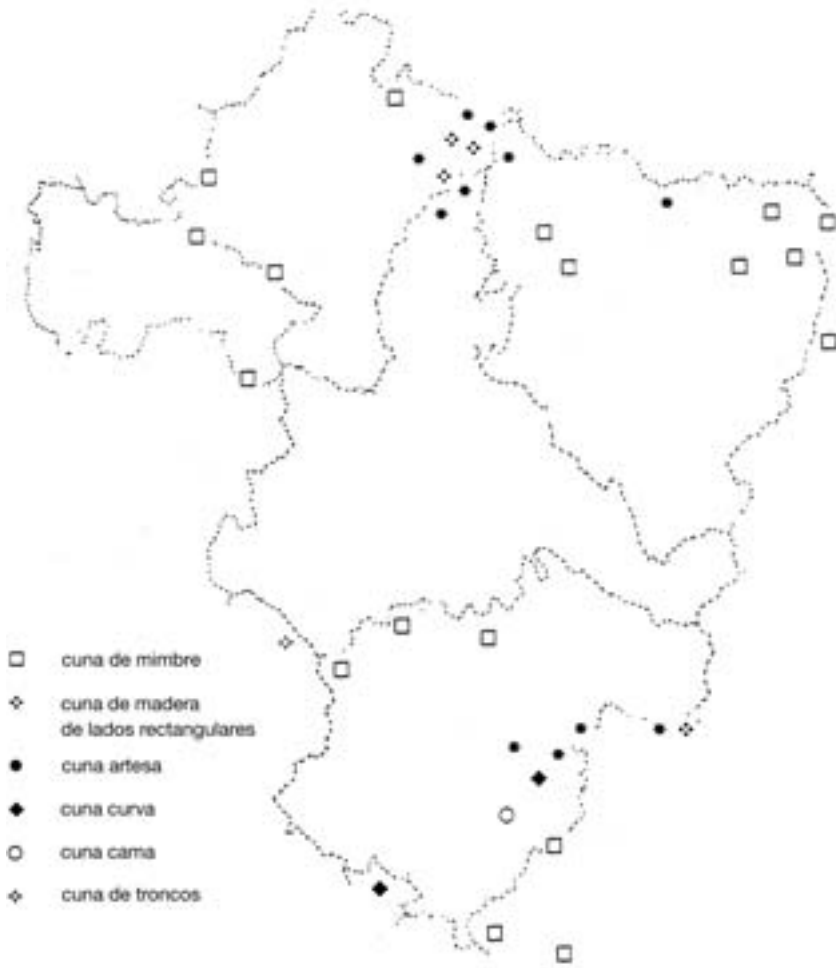 cuna de mimbre
cuna de madera
de lados rectangulares
cuna artesa
cuna curva
cuna cama
cuna de troncos